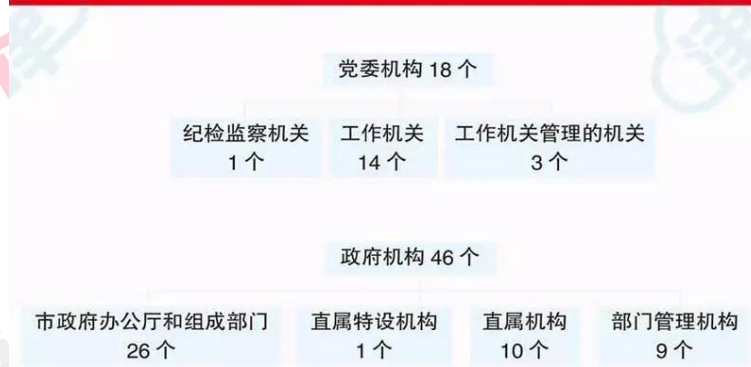 党委机构 18 个
纪检监察机关
1 个
工作机关
14 个
工作机关管理的机关
3 个
政府机构 46 个
市政府办公厅和组成部门
26 个
直属特设机构
1 个
直属机构
10 个
部门管理机构
9 个